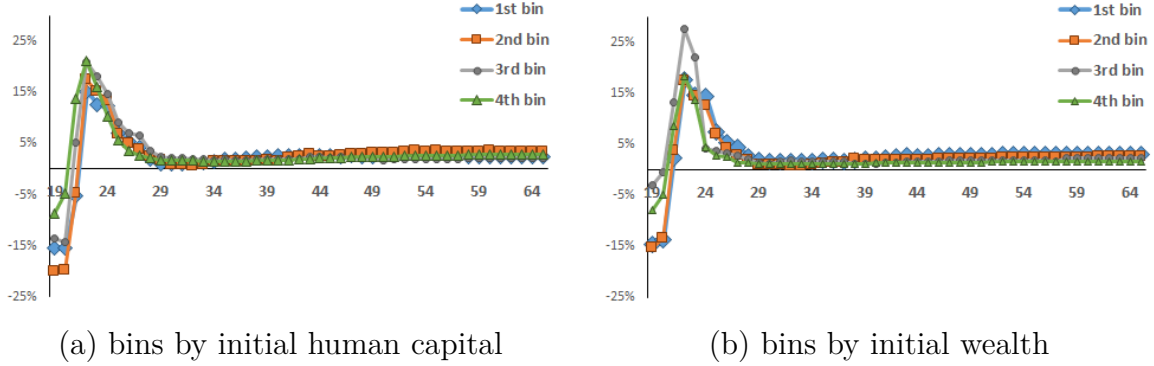 1st bin
2nd bin
3rd bin
4th bin
25%
15%
5%
-5%
-15%
-25%
19 24 29 34 39 44 49 54 59 64
(a) bins by initial human capital
1st bin
2nd bin
3rd bin
4th bin
25%
15%
5%
-5%
-15%
-25%
19 24 29 34 39 44 49 54 59 64
(b) bins by initial wealth